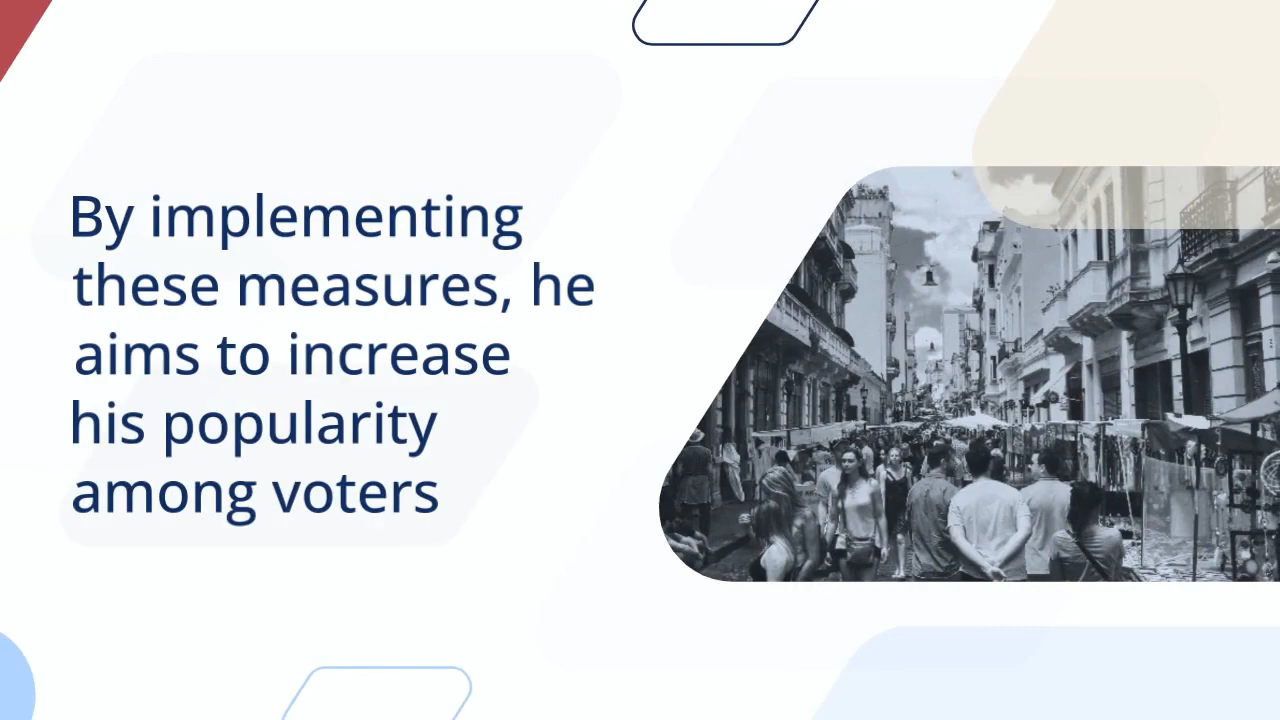 By implementing
these measures, he
aims to increase
his popularity
among voters